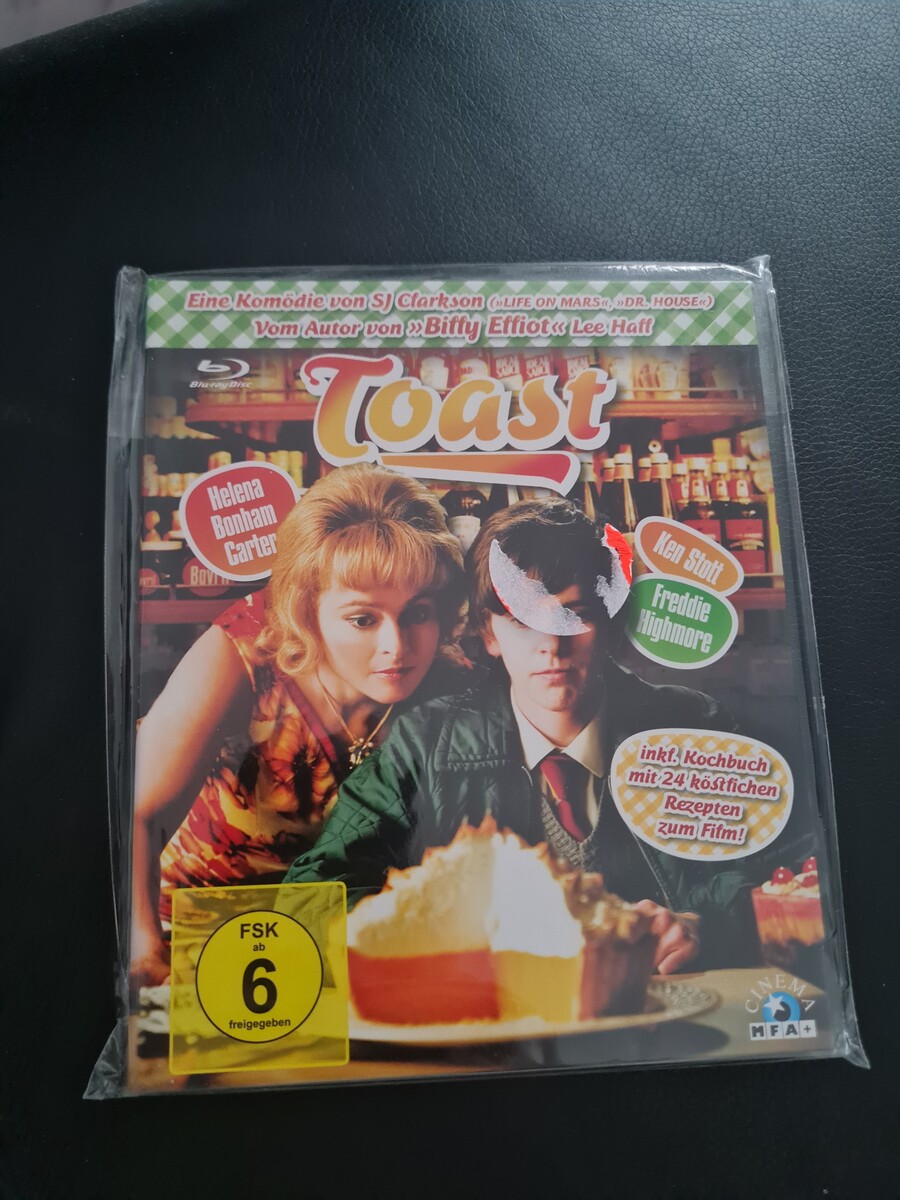 Eine Komödie von SJ Clarkson (»LIFE ON MARS«, »DR. HOUSE«)
Vom Autor von »Billy Elliot« Lee Hall
Blu-ray Disc
Toast
Helena
Bonham
Carter
Ken Stott
Freddie
Highmore
inkl. Kochbuch
mit 24 köstlichen
Rezepten
zum Film!
FSK
ab
6
freigegeben
CINEMA
MFA+